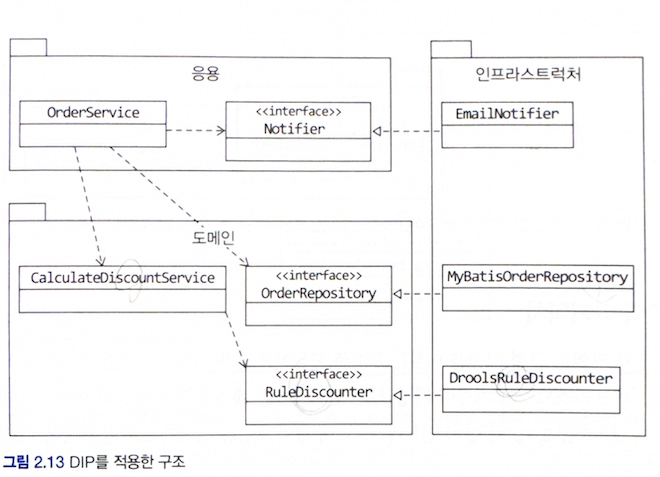 응용
인프라스트럭처
OrderService
<<interface>>
Notifier
EmailNotifier
도메인
CalculateDiscountService
<<interface>>
OrderRepository
MyBatisOrderRepository
<<interface>>
RuleDiscounter
DroolsRuleDiscounter
그림 2.13 DIP를 적용한 구조